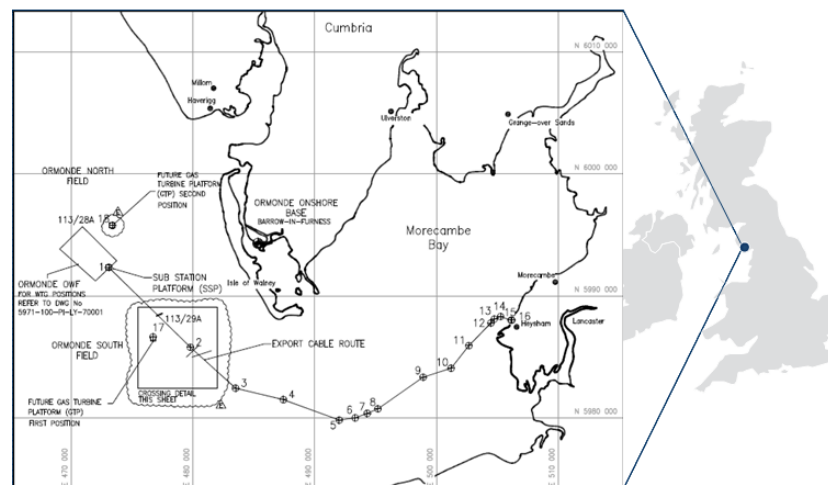 Cumbria
N 6010 000
Millom
Haverigg
Ulverston
Grange-over Sands
N 6000 000
ORMONDE NORTH
FIELD
FUTURE GAS
TURBINE PLATFORM
(GTP) SECOND
POSITION
113/28A
18
ORMONDE ONSHORE
BASE
BARROW-IN-FURNESS
Morecambe
Bay
1
SUB STATION
PLATFORM (SSP)
ORMONDE OWF
FOR WTG POSITIONS
REFER TO DWG No
5971-100-PI-LY-70001
Isle of Walney
Morecambe
N 5990 000
113/29A
17
2
ORMONDE SOUTH
FIELD
EXPORT CABLE ROUTE
13 14 15 16
12
Heysham
Lancaster
11
10
9
FUTURE GAS TURBINE
PLATFORM (GTP)
FIRST POSITION
CROSSING DETAIL
THIS SHEET
3
4
5 6 7 8
N 5980 000
E 470 000
E 480 000
E 490 000
E 500 000
E 510 000